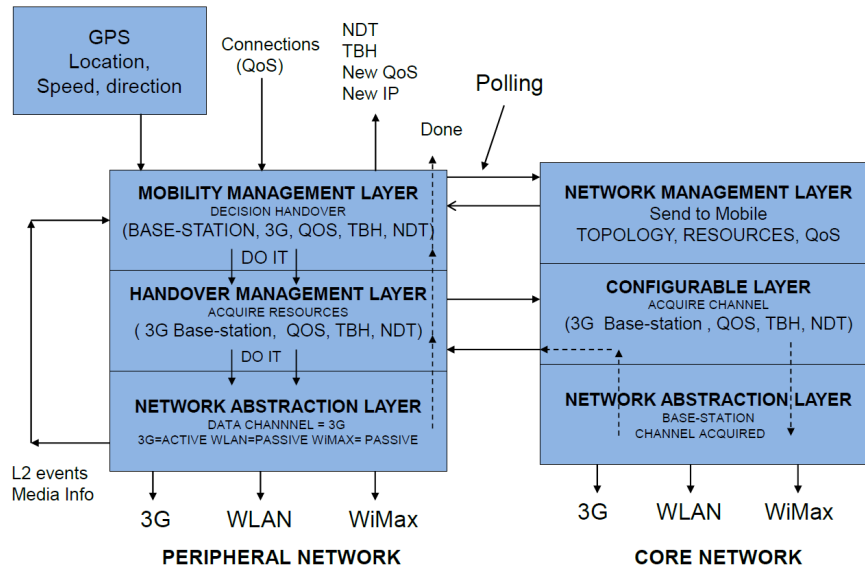 GPS
Location,
Speed, direction
Connections
(QoS)
NDT
TBH
New QoS
New IP
Done
Polling
MOBILITY MANAGEMENT LAYER
DECISION HANDOVER
(BASE-STATION, 3G, QOS, TBH, NDT)
DO IT
HANDOVER MANAGEMENT LAYER
ACQUIRE RESOURCES
( 3G Base-station, QOS, TBH, NDT)
DO IT
NETWORK ABSTRACTION LAYER
DATA CHANNNEL = 3G
3G=ACTIVE WLAN=PASSIVE WIMAX= PASSIVE
L2 events
Media Info
3G
WLAN
WiMax
PERIPHERAL NETWORK
NETWORK MANAGEMENT LAYER
Send to Mobile
TOPOLOGY, RESOURCES, QoS
CONFIGURABLE LAYER
ACQUIRE CHANNEL
(3G Base-station , QOS, TBH, NDT)
NETWORK ABSTRACTION LAYER
BASE-STATION
CHANNEL ACQUIRED
3G
WLAN
WiMax
CORE NETWORK